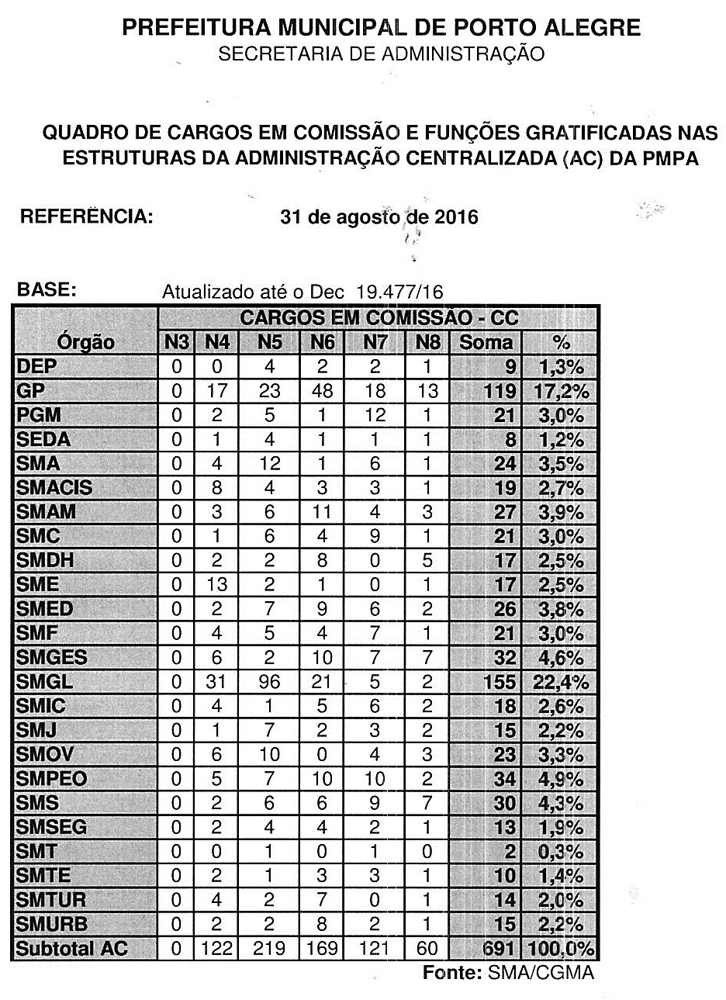 PREFEITURA MUNICIPAL DE PORTO ALEGRE
SECRETARIA DE ADMINISTRAÇÃO
QUADRO DE CARGOS EM COMISSÃO E FUNÇÕES GRATIFICADAS NAS
ESTRUTURAS DA ADMINISTRAÇÃO CENTRALIZADA (AC) DA PMPA
REFERÊNCIA: 31 de agosto de 2016
BASE: Atualizado até o Dec 19.477/16
CARGOS EM COMISSÃO - CC
Órgão N3 N4 N5 N6 N7 N8 Soma %
DEP 0 0 4 2 2 1 9 1,3%
GP 0 17 23 48 18 13 119 17,2%
PGM 0 2 5 1 12 1 21 3,0%
SEDA 0 1 4 1 1 1 8 1,2%
SMA 0 4 12 1 6 1 24 3,5%
SMACIS 0 8 4 3 3 1 19 2,7%
SMAM 0 3 6 11 4 3 27 3,9%
SMC 0 1 6 4 9 1 21 3,0%
SMDH 0 2 2 8 0 5 17 2,5%
SME 0 13 2 1 0 1 17 2,5%
SMED 0 2 7 9 6 2 26 3,8%
SMF 0 4 5 4 7 1 21 3,0%
SMGES 0 6 2 10 7 7 32 4,6%
SMGL 0 31 96 21 5 2 155 22,4%
SMIC 0 4 1 5 6 2 18 2,6%
SMJ 0 1 7 2 3 2 15 2,2%
SMOV 0 6 10 0 4 3 23 3,3%
SMPEO 0 5 7 10 10 2 34 4,9%
SMS 0 2 6 6 9 7 30 4,3%
SMSEG 0 2 4 4 2 1 13 1,9%
SMT 0 0 1 0 1 0 2 0,3%
SMTE 0 2 1 3 3 1 10 1,4%
SMTUR 0 4 2 7 0 1 14 2,0%
SMURB 0 2 2 8 2 1 15 2,2%
Subtotal AC 0 122 219 169 121 60 691 100,0%
Fonte: SMA/CGMA